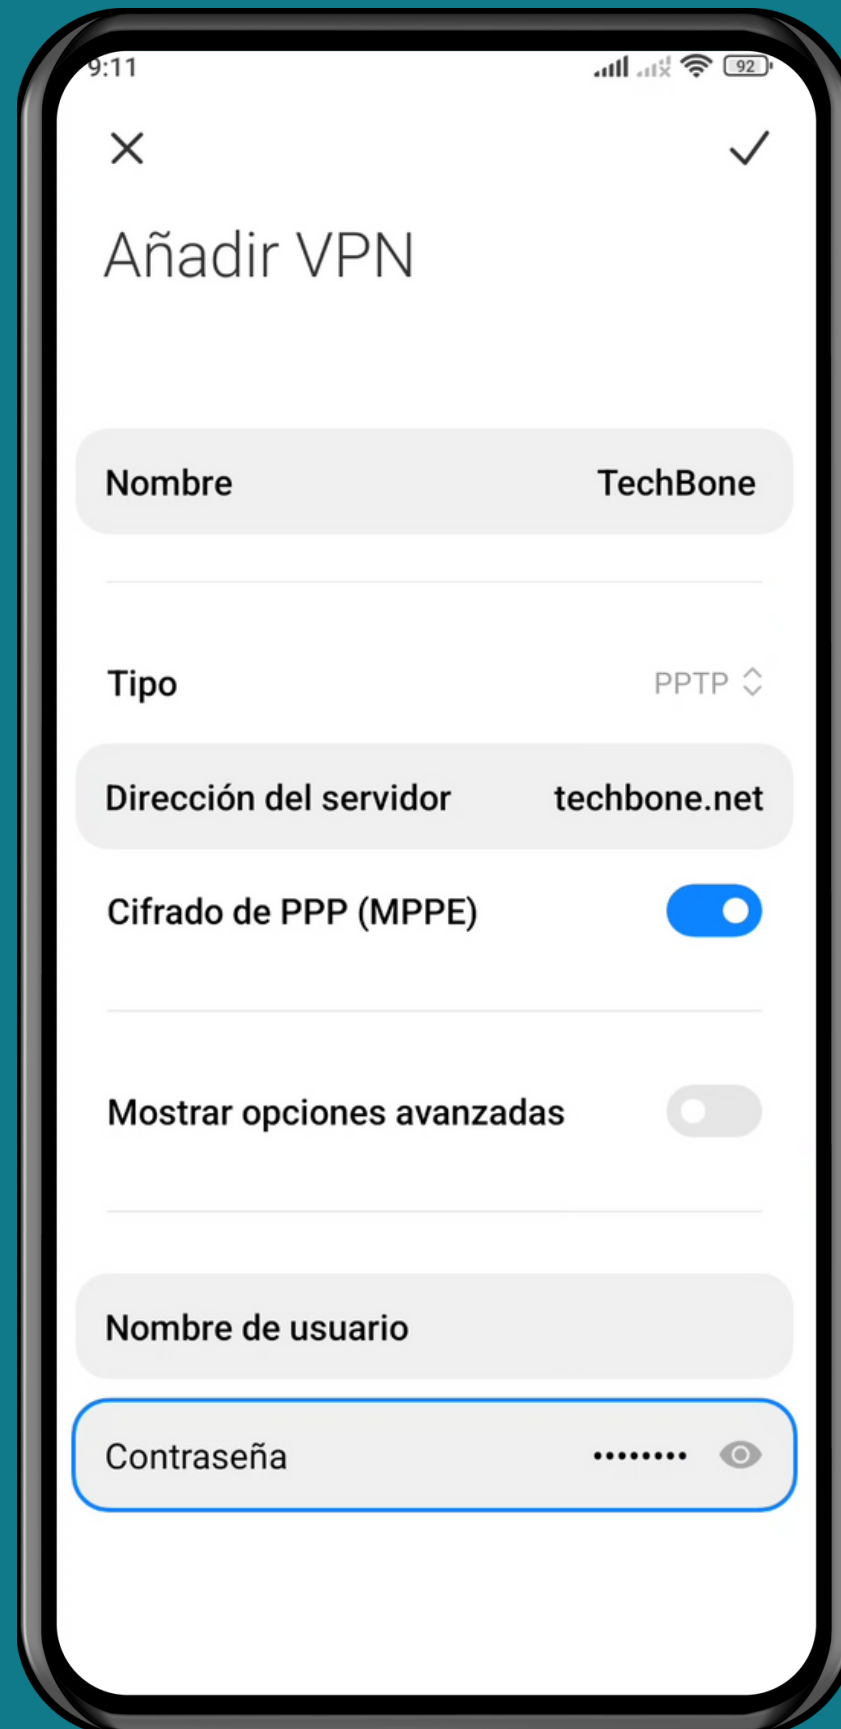 9:11 92
Añadir VPN
Nombre TechBone
Tipo PPTP
Dirección del servidor techbone.net
Cifrado de PPP (MPPE)
Mostrar opciones avanzadas
Nombre de usuario
Contraseña ••••••••